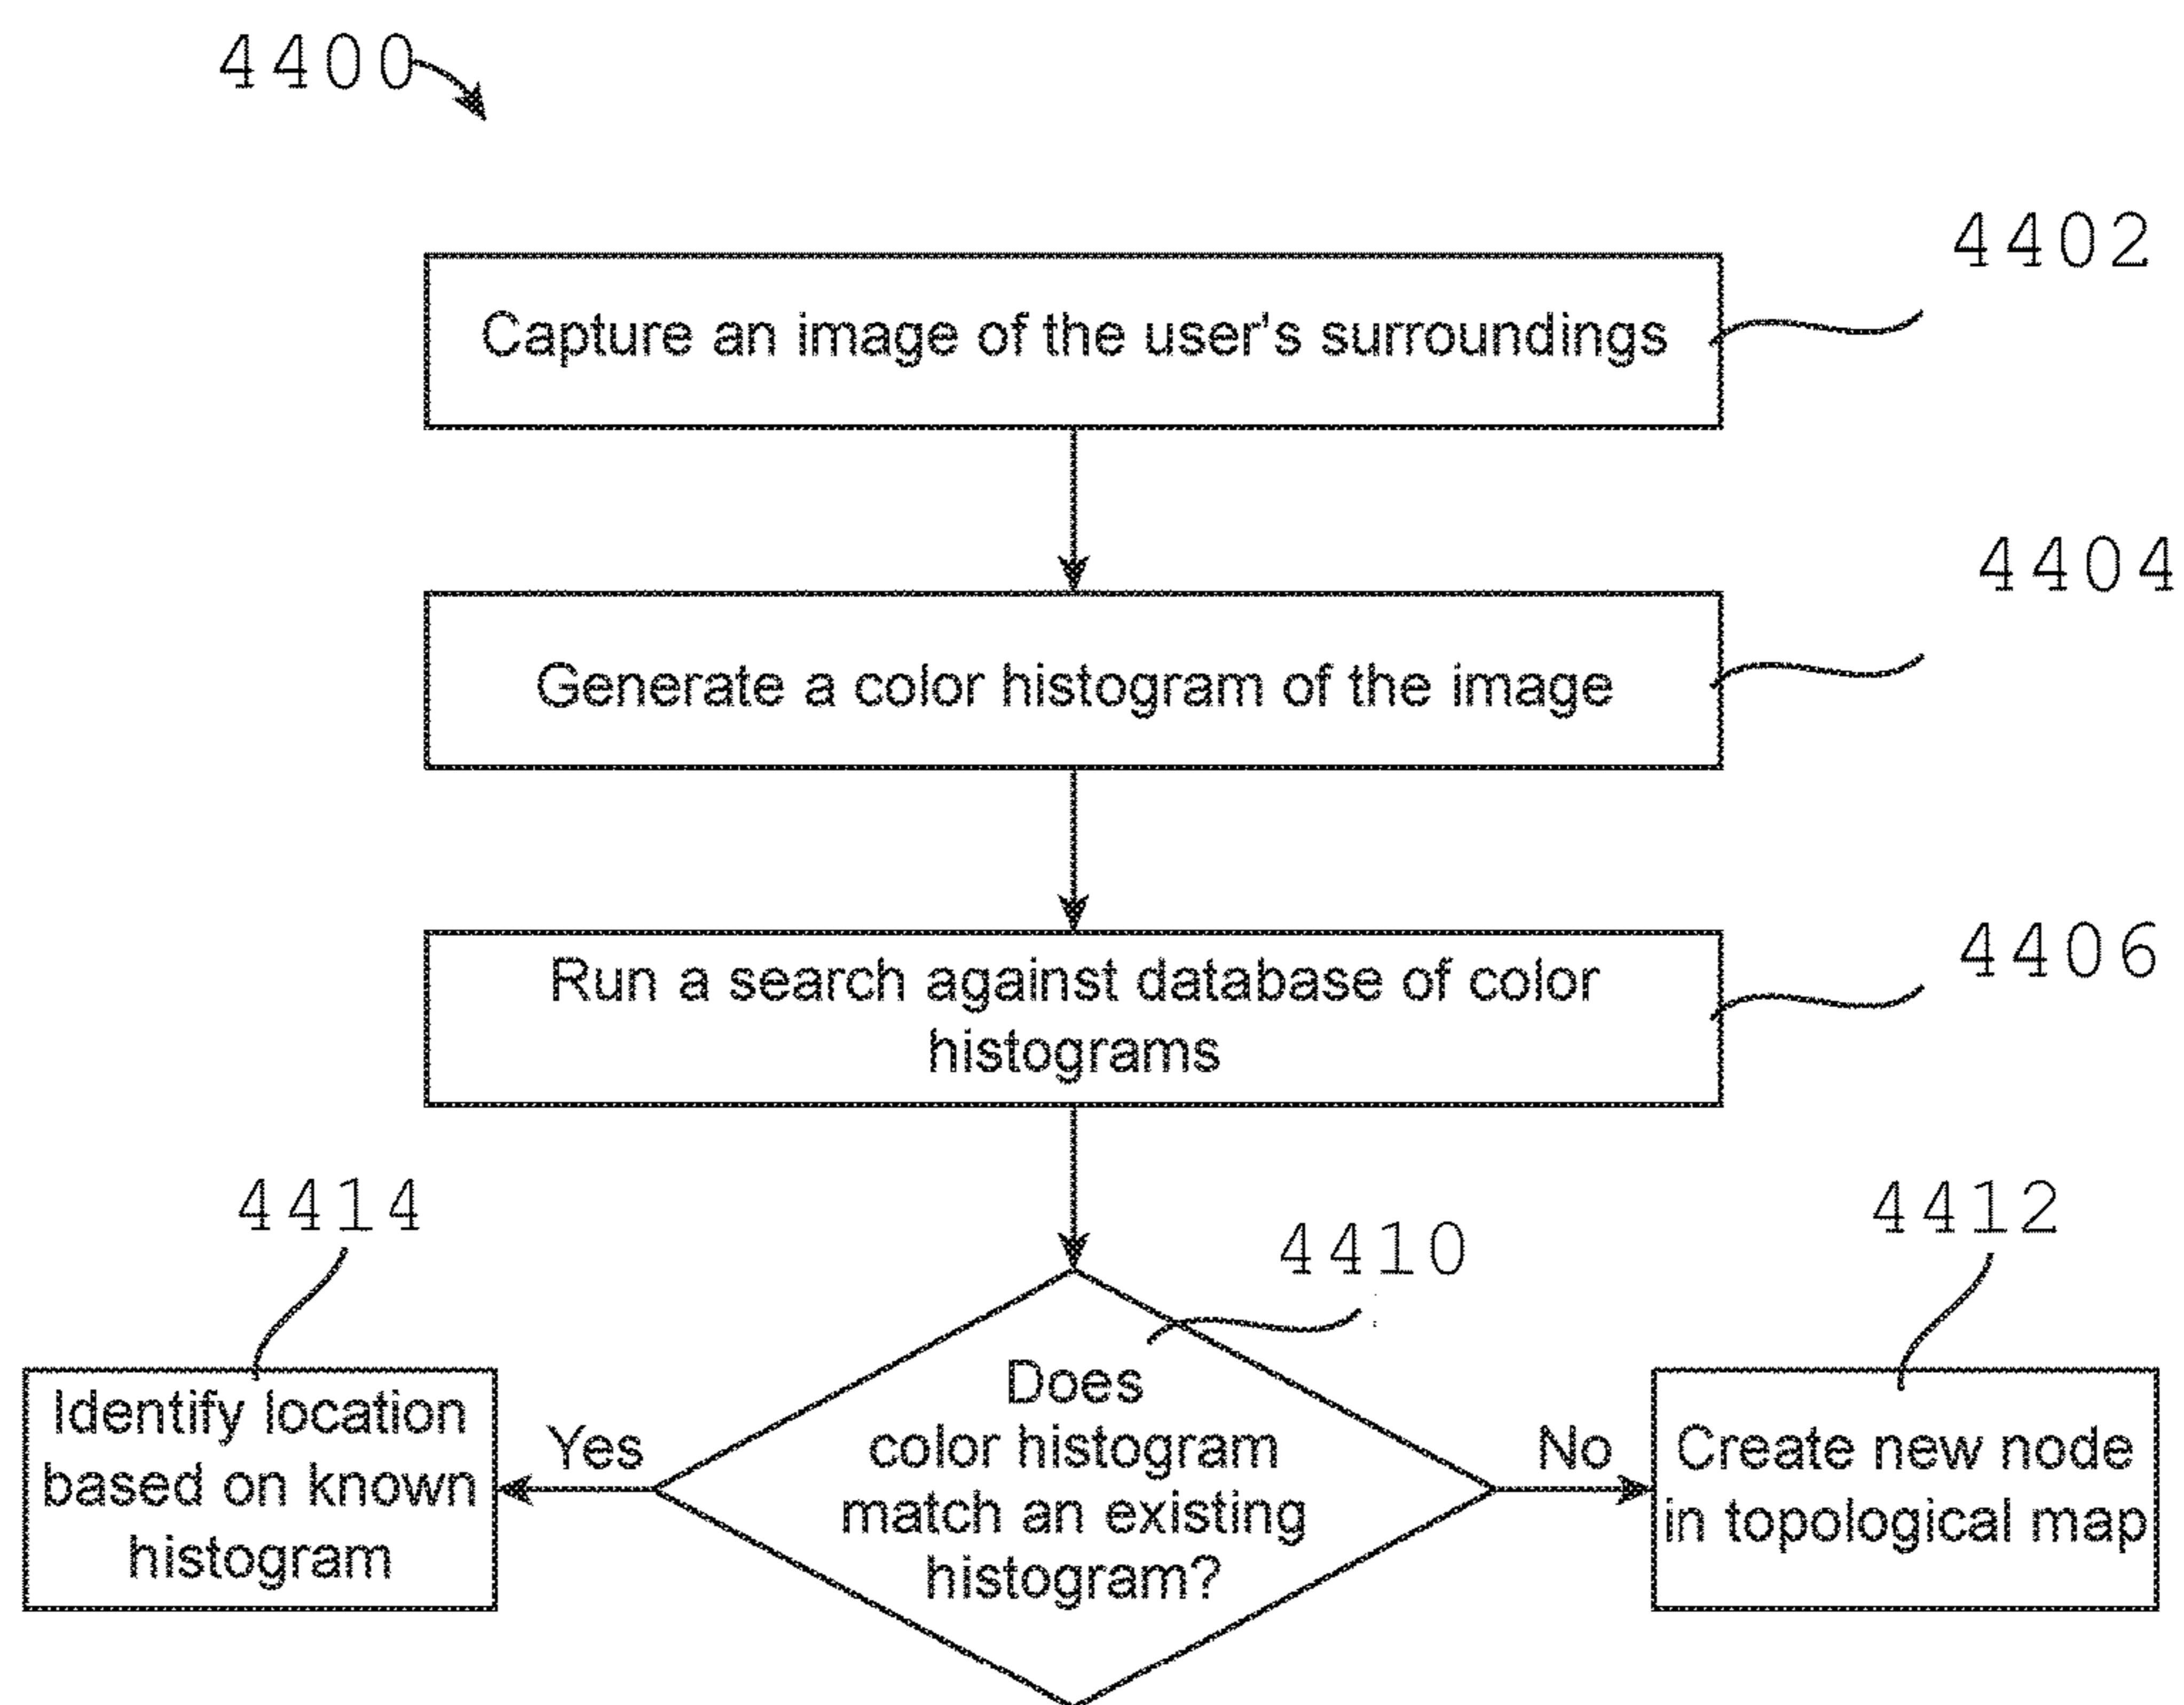 4400
4402
Capture an image of the user's surroundings
4404
Generate a color histogram of the image
4406
Run a search against database of color
histograms
4414
4410
4412
Identify location
based on known
histogram
Yes
Does
color histogram
match an existing
histogram?
No
Create new node
in topological map